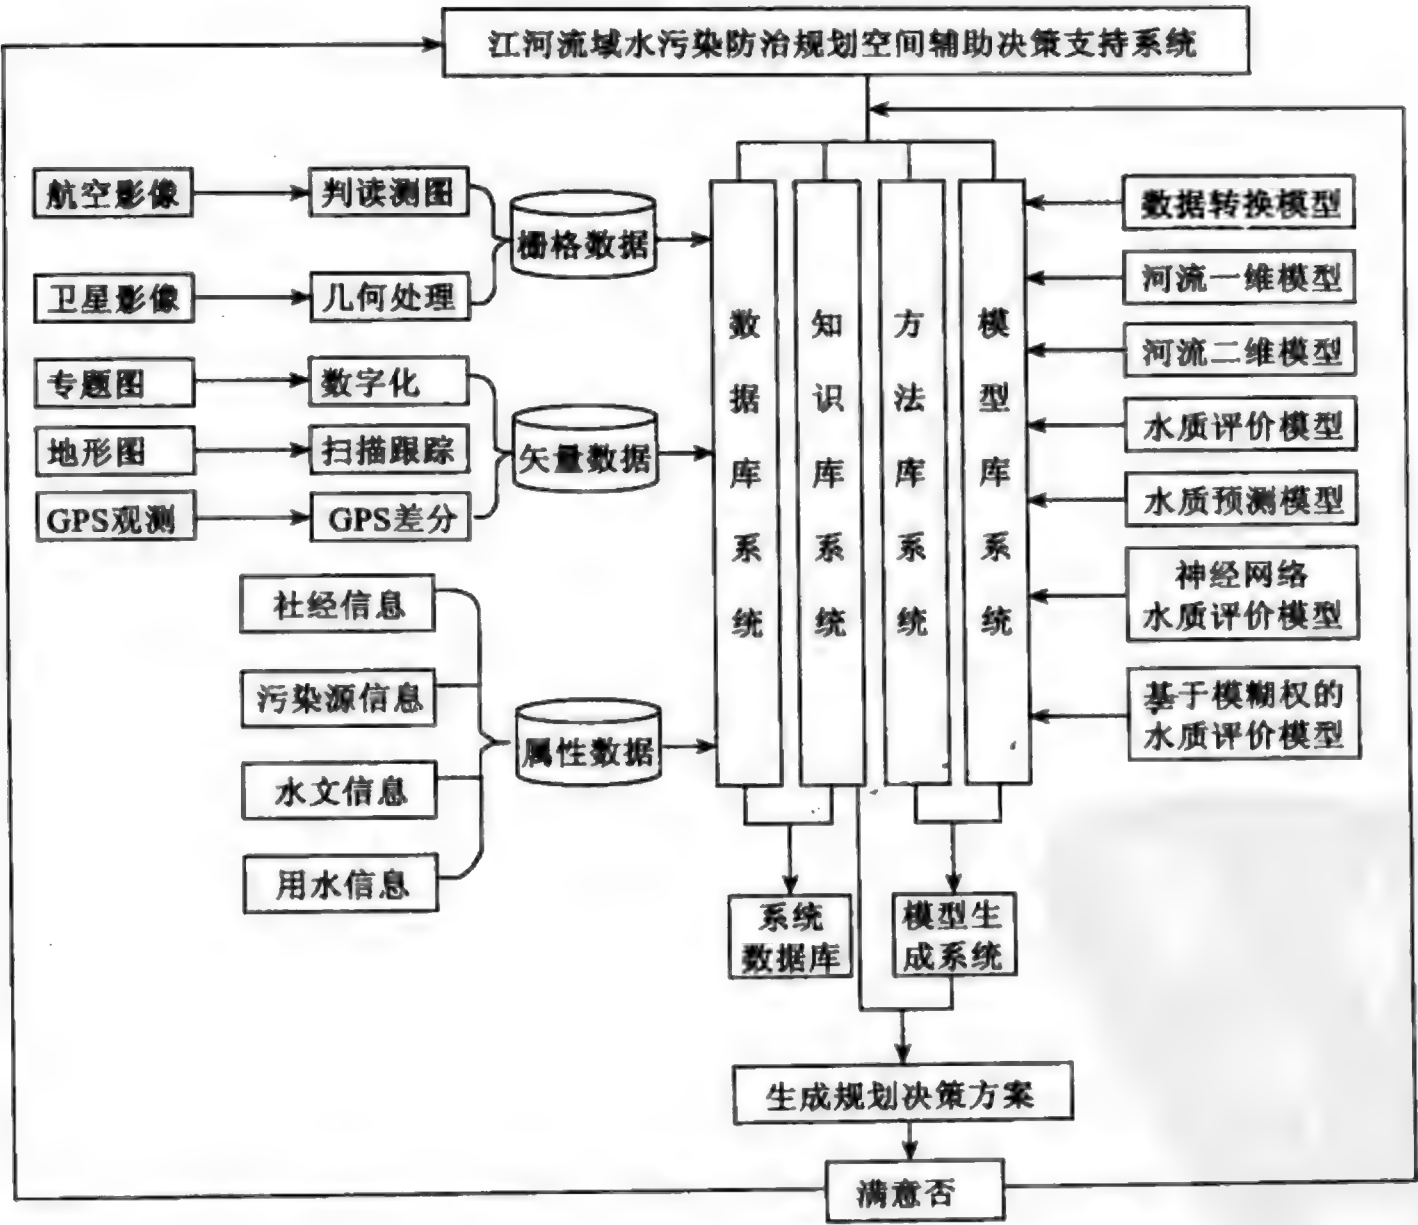 江河流域水污染防治规划空间辅助决策支持系统
航空影像
判读测图
卫星影像
几何处理
栅格数据
专题图
数字化
地形图
扫描跟踪
GPS观测
GPS差分
矢量数据
社经信息
污染源信息
水文信息
用水信息
属性数据
数据库系统
知识库系统
方法库系统
模型库系统
数据转换模型
河流一维模型
河流二维模型
水质评价模型
水质预测模型
神经网络
水质评价模型
基于模糊权的
水质评价模型
系统
数据库
模型生
成系统
生成规划决策方案
满意否